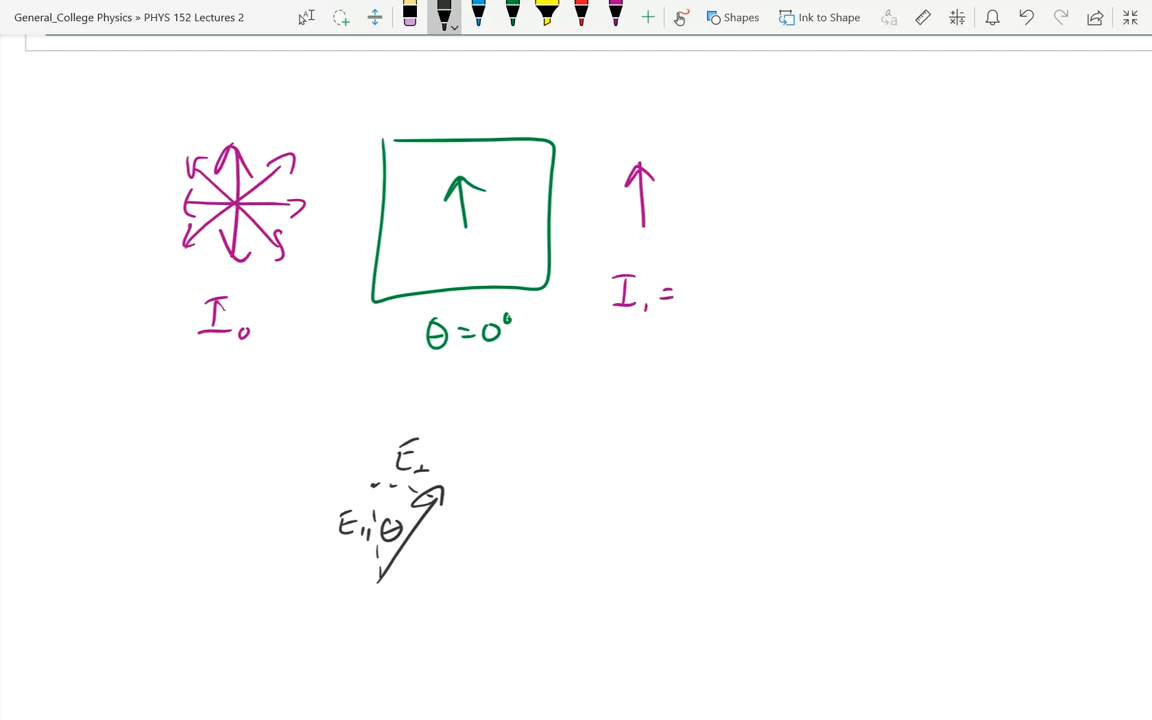 General_College Physics » PHYS 152 Lectures 2
Shapes
Ink to Shape
I₀
θ = 0°
I₁ =
E⊥
E∥ θ